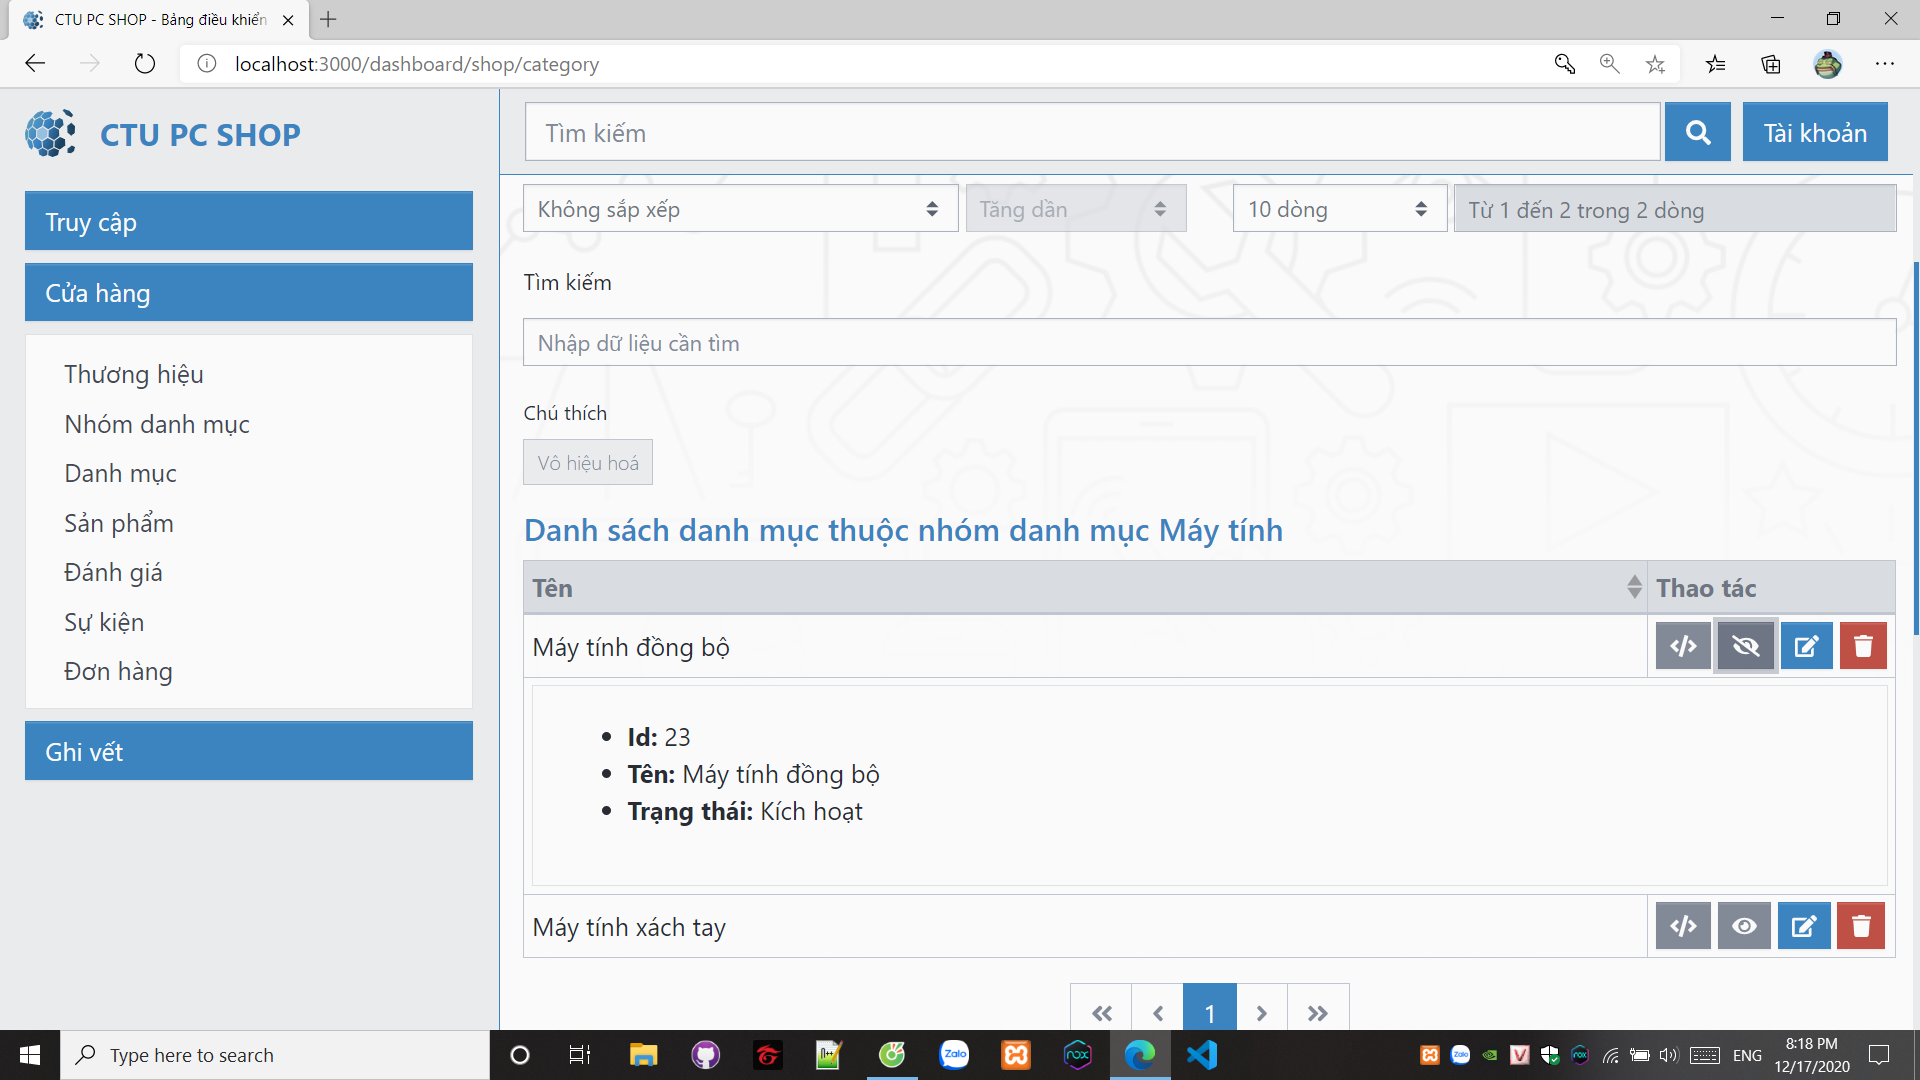 CTU PC SHOP - Bảng điều khiển
localhost:3000/dashboard/shop/category
CTU PC SHOP
Tìm kiếm
Tài khoản
Truy cập
Cửa hàng
Thương hiệu
Nhóm danh mục
Danh mục
Sản phẩm
Đánh giá
Sự kiện
Đơn hàng
Ghi vết
Không sắp xếp
Tăng dần
10 dòng
Từ 1 đến 2 trong 2 dòng
Tìm kiếm
Nhập dữ liệu cần tìm
Chú thích
Vô hiệu hoá
Danh sách danh mục thuộc nhóm danh mục Máy tính
Tên
Thao tác
Máy tính đồng bộ
Id: 23
Tên: Máy tính đồng bộ
Trạng thái: Kích hoạt
Máy tính xách tay
« ‹ 1 › »
Type here to search
Zalo
nox
ENG
8:18 PM
12/17/2020